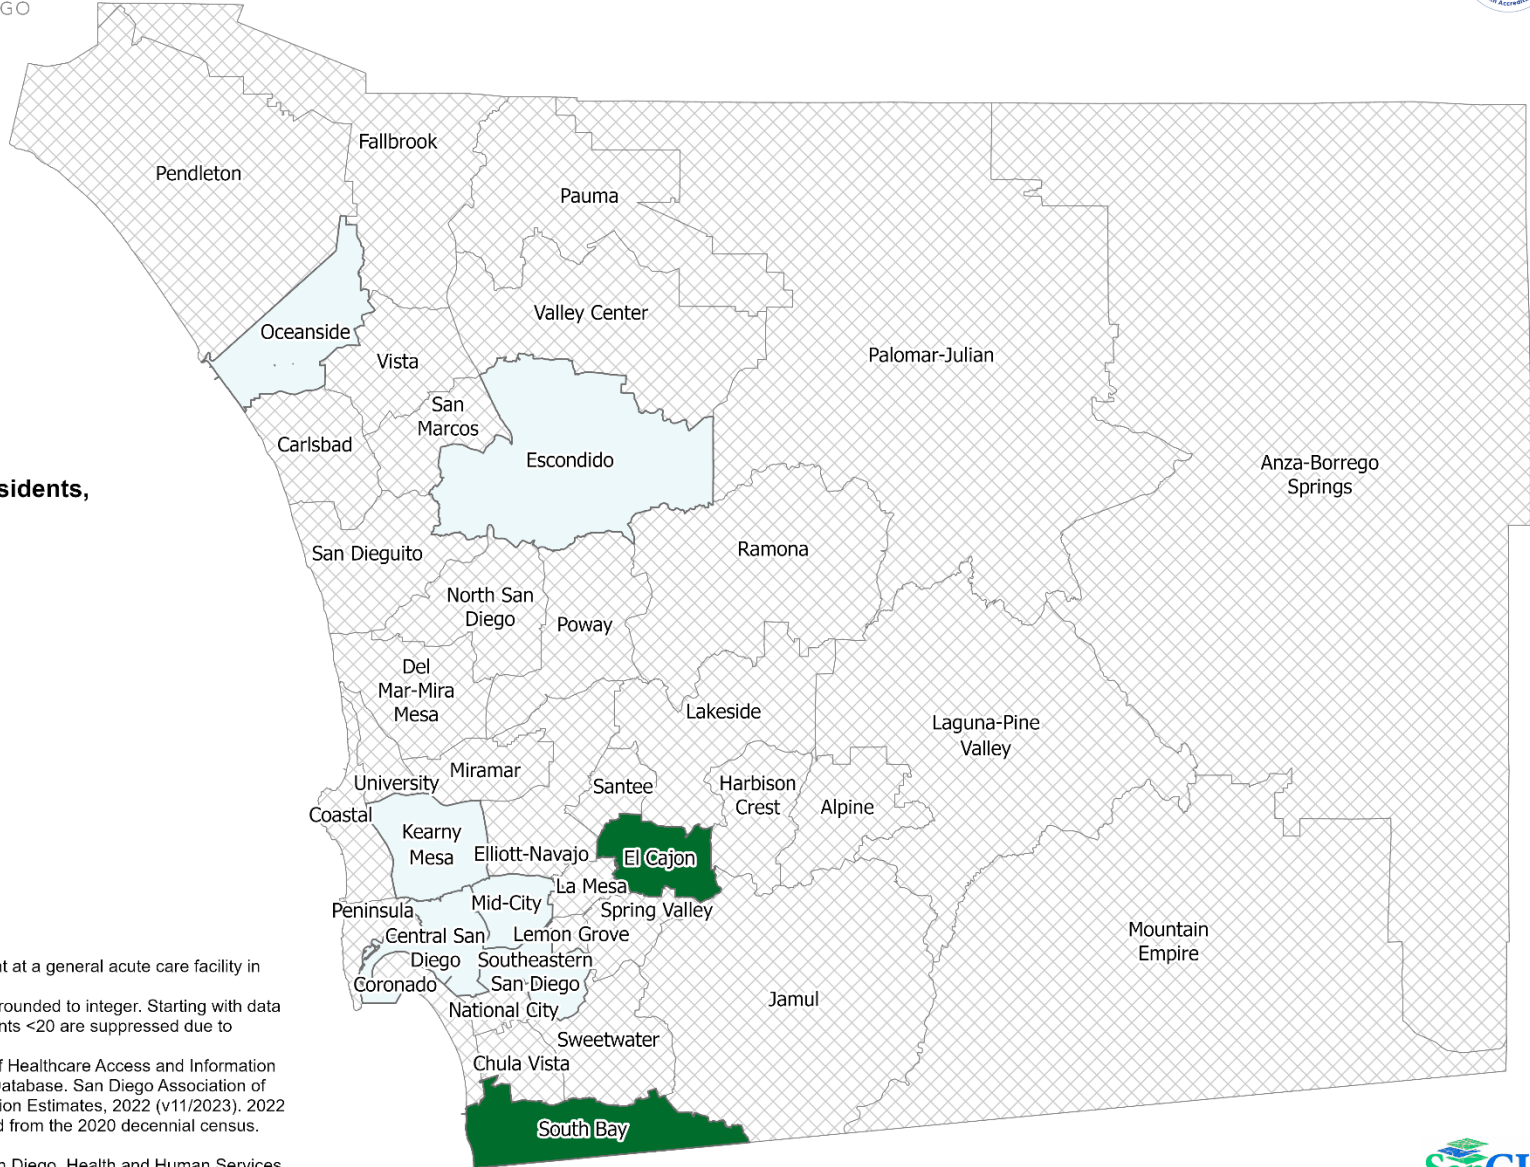 GO
Fallbrook
Pendleton
Pauma
Oceanside
Valley Center
Vista
Palomar-Julian
San
Marcos
Carlsbad
Escondido
Anza-Borrego
Springs
sidents,
San Dieguito
Ramona
North San
Diego
Poway
Del
Mar-Mira
Mesa
Lakeside
Laguna-Pine
Valley
Miramar
University
Santee
Harbison
Crest
Alpine
Coastal
Kearny
Mesa
Elliott-Navajo
El Cajon
La Mesa
Mid-City
Peninsula
Spring Valley
Central San
Diego
Lemon Grove
Southeastern
San Diego
Mountain
Empire
Coronado
National City
Jamul
Sweetwater
Chula Vista
South Bay
t at a general acute care facility in
rounded to integer. Starting with data
nts <20 are suppressed due to
f Healthcare Access and Information
Database. San Diego Association of
ion Estimates, 2022 (v11/2023). 2022
d from the 2020 decennial census.
n Diego, Health and Human Services